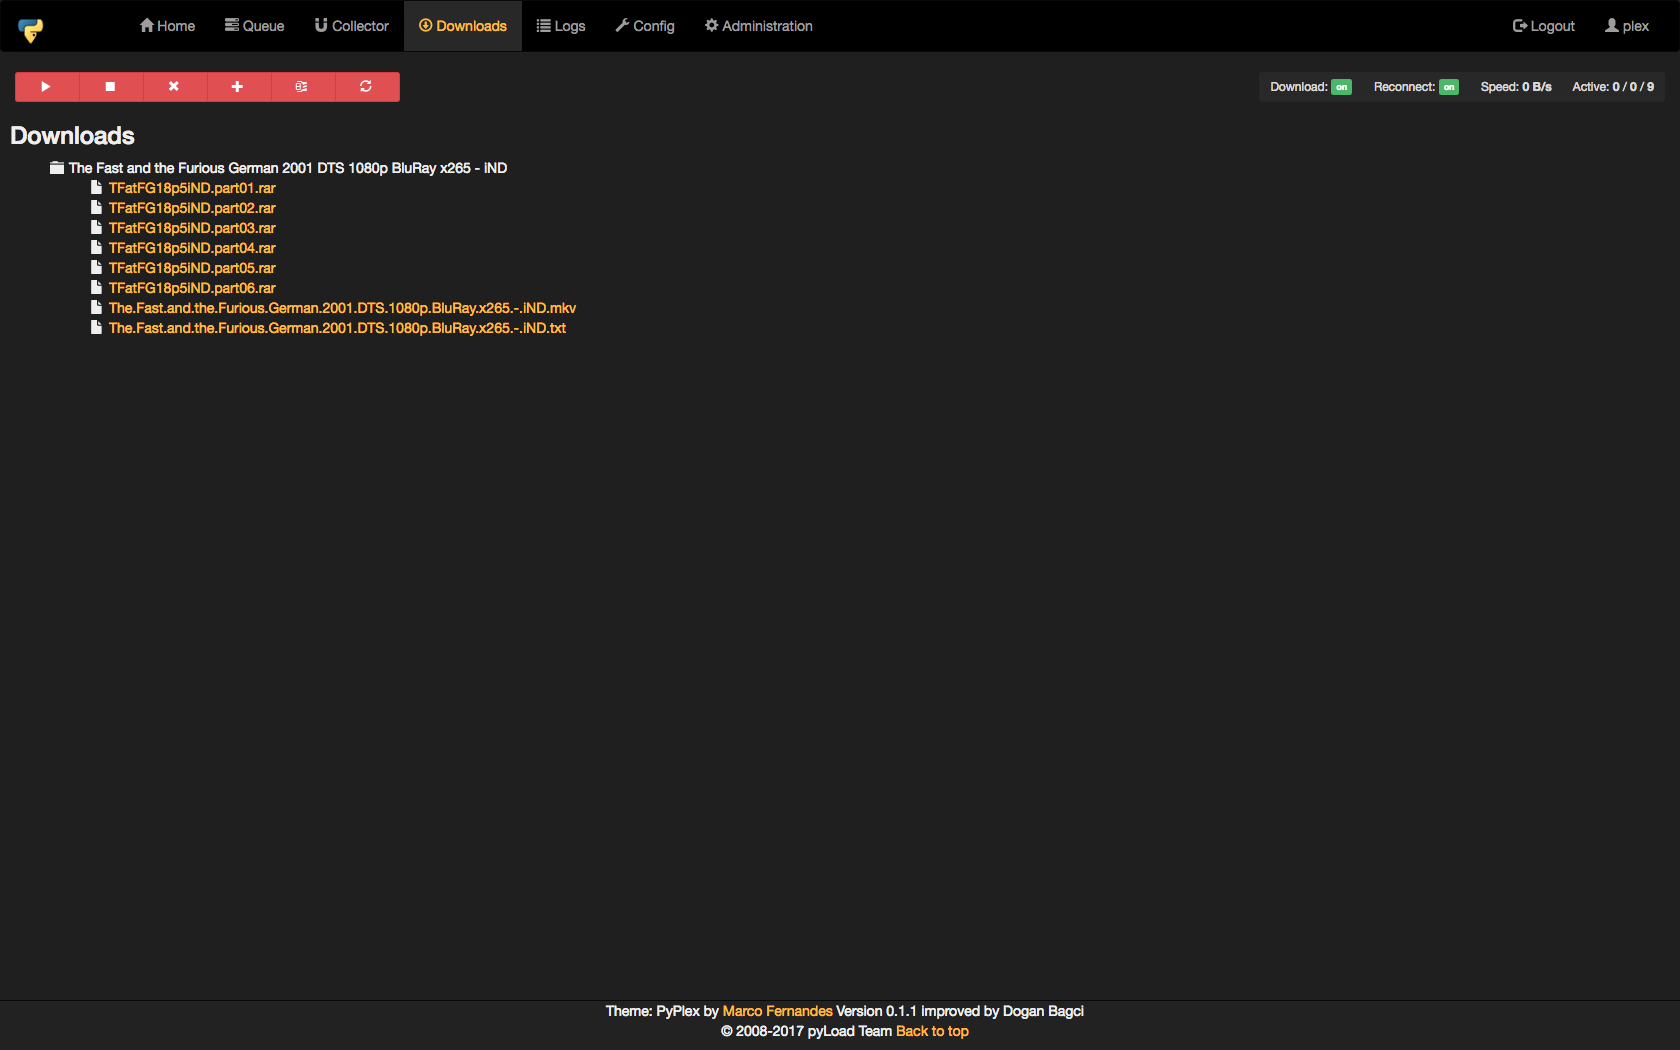 Home Queue Collector Downloads Logs Config Administration Logout plex
Download: on Reconnect: on Speed: 0 B/s Active: 0 / 0 / 9
Downloads
The Fast and the Furious German 2001 DTS 1080p BluRay x265 - iND
TFatFG18p5iND.part01.rar
TFatFG18p5iND.part02.rar
TFatFG18p5iND.part03.rar
TFatFG18p5iND.part04.rar
TFatFG18p5iND.part05.rar
TFatFG18p5iND.part06.rar
The.Fast.and.the.Furious.German.2001.DTS.1080p.BluRay.x265.-.iND.mkv
The.Fast.and.the.Furious.German.2001.DTS.1080p.BluRay.x265.-.iND.txt
Theme: PyPlex by Marco Fernandes Version 0.1.1 improved by Dogan Bagci
© 2008-2017 pyLoad Team Back to top